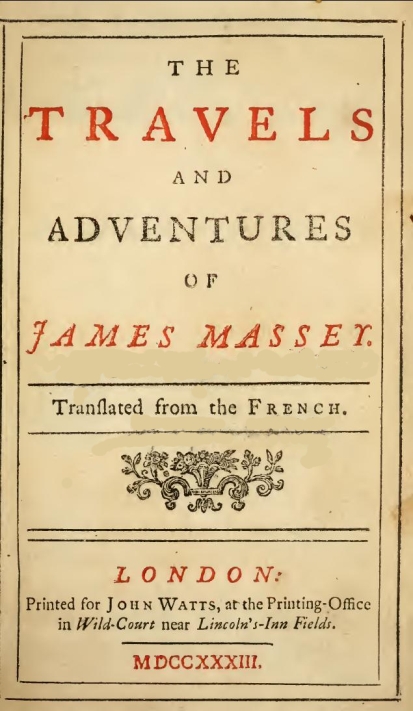 THE
TRAVELS
AND
ADVENTURES
OF
JAMES MASSEY.
Tranſlated from the FRENCH.
LONDON:
Printed for JOHN WATTS, at the Printing-Office
in Wild-Court near Lincoln's-Inn Fields.
MDCCXXXIII.